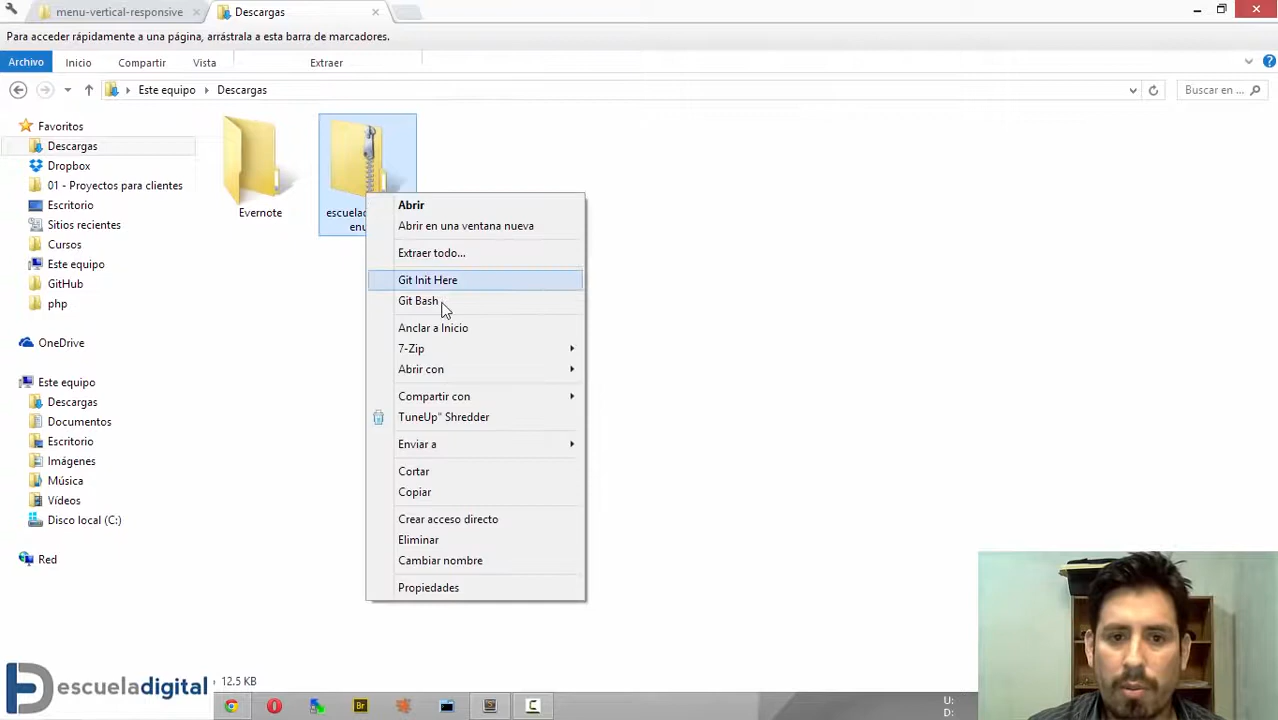 menu-vertical-responsive
Descargas
Para acceder rápidamente a una página, arrástrala a esta barra de marcadores.
Archivo
Inicio
Compartir
Vista
Extraer
Este equipo
Descargas
Buscar en ...
Favoritos
Descargas
Dropbox
01 - Proyectos para clientes
Escritorio
Sitios recientes
Cursos
Este equipo
GitHub
php
OneDrive
Este equipo
Descargas
Documentos
Escritorio
Imágenes
Música
Vídeos
Disco local (C:)
Red
Evernote
Abrir
Abrir en una ventana nueva
Extraer todo...
Git Init Here
Git Bash
Anclar a Inicio
7-Zip
Abrir con
Compartir con
TuneUp" Shredder
Enviar a
Cortar
Copiar
Crear acceso directo
Eliminar
Cambiar nombre
Propiedades
12.5 KB
escueladigital
Br
U:
D: